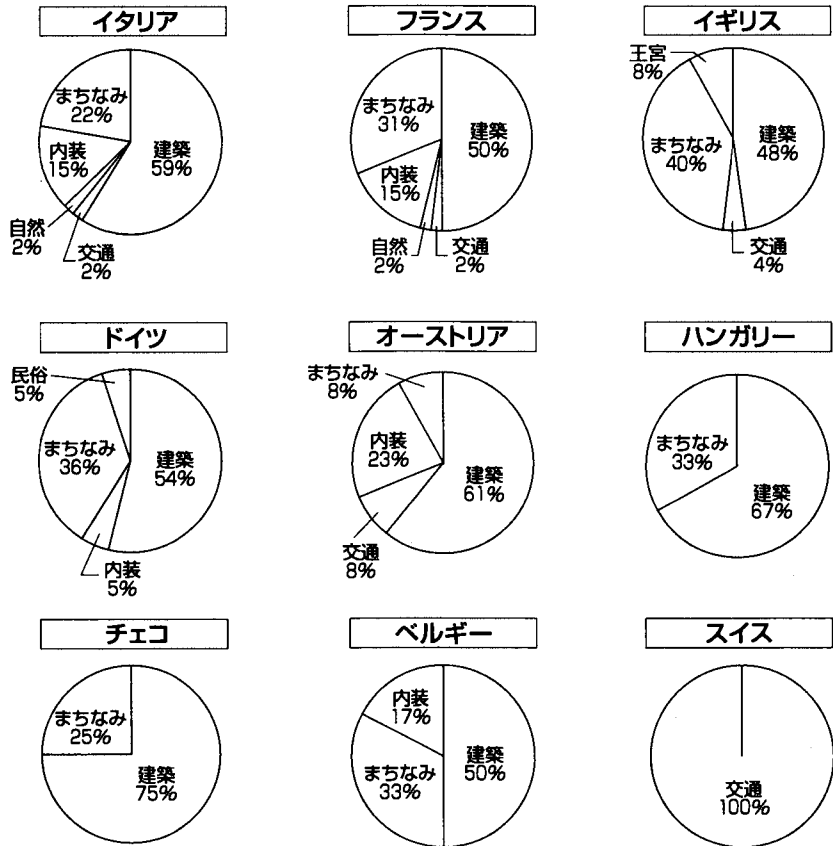 イタリア
まちなみ
22%
内装
15%
建築
59%
自然
2%
交通
2%
フランス
まちなみ
31%
建築
50%
内装
15%
自然
2%
交通
2%
イギリス
王宮
8%
まちなみ
40%
建築
48%
交通
4%
ドイツ
民俗
5%
まちなみ
36%
建築
54%
内装
5%
オーストリア
まちなみ
8%
内装
23%
建築
61%
交通
8%
ハンガリー
まちなみ
33%
建築
67%
チェコ
まちなみ
25%
建築
75%
ベルギー
内装
17%
まちなみ
33%
建築
50%
スイス
交通
100%